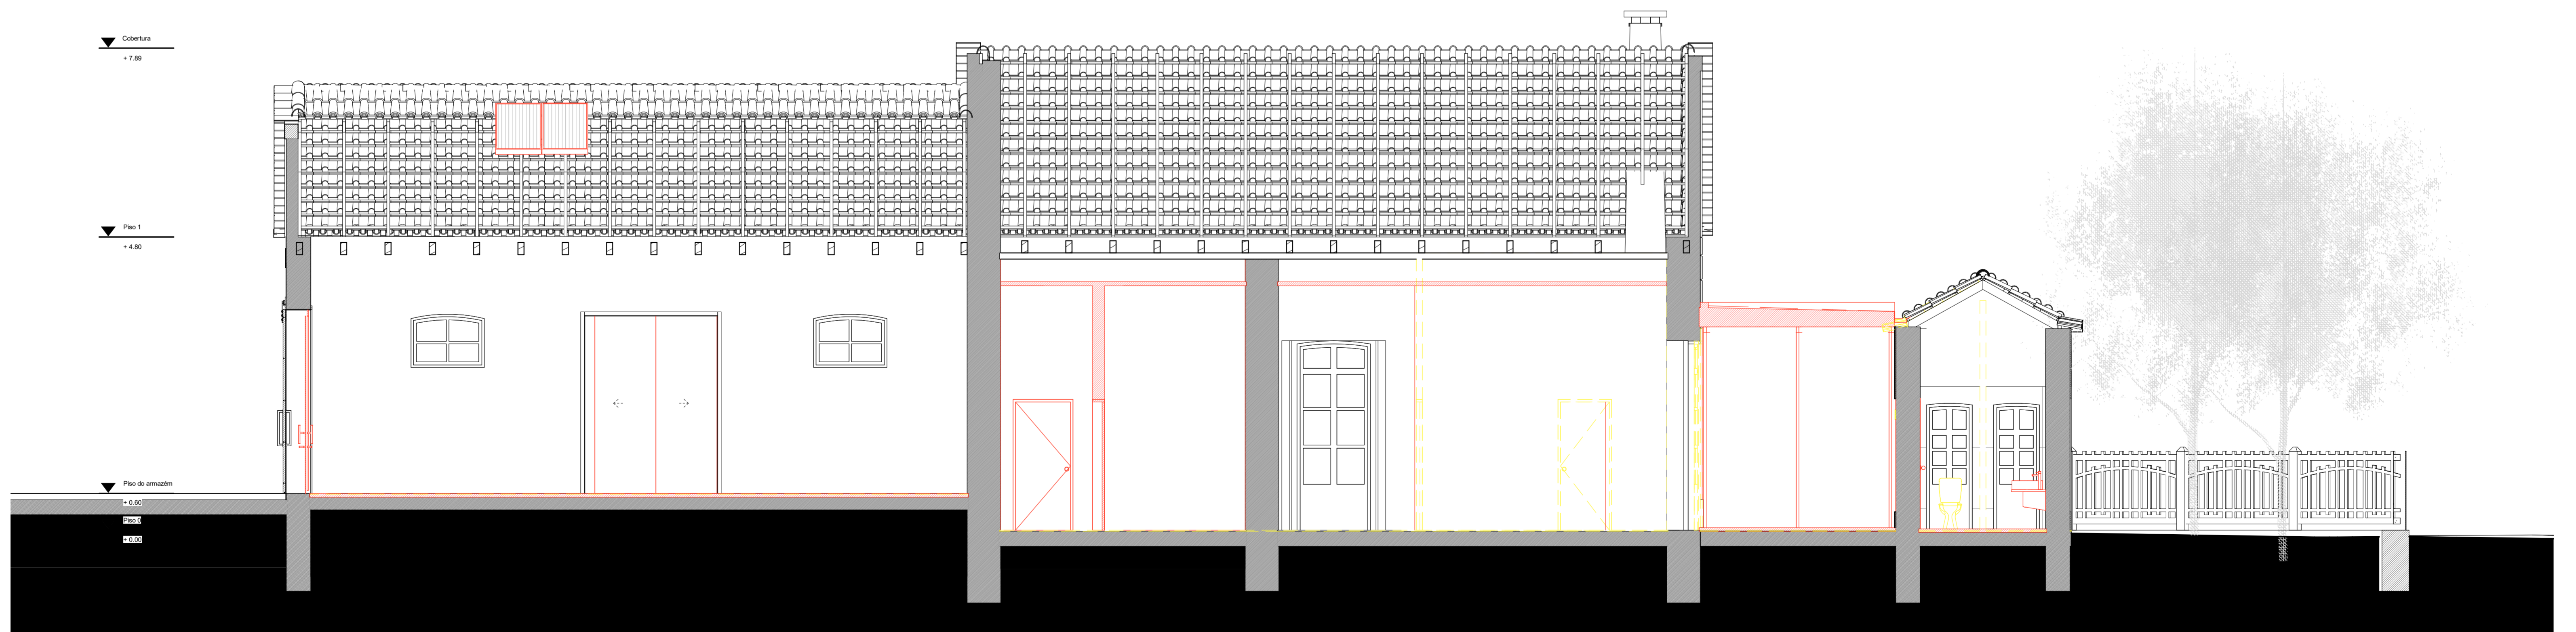 Cobertura
+ 7.89
Piso 1
+ 4.80
Piso do armazém
+ 0.60
Piso 0
+ 0.00